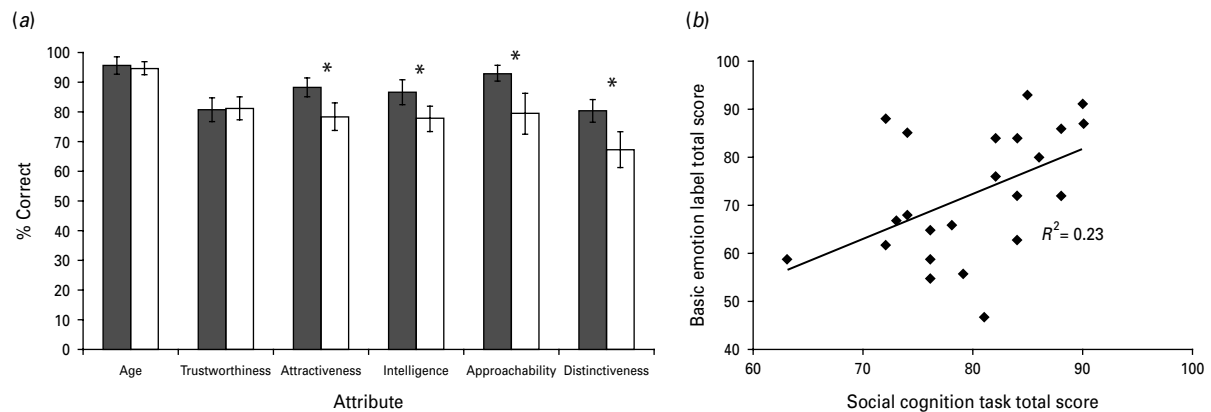 (a)
% Correct
100
90
80
70
60
50
40
30
20
10
0
* * * *
Age Trustworthiness Attractiveness Intelligence Approachability Distinctiveness
Attribute
(b)
Basic emotion label total score
100
90
80
70
60
50
40
R² = 0.23
60 70 80 90 100
Social cognition task total score